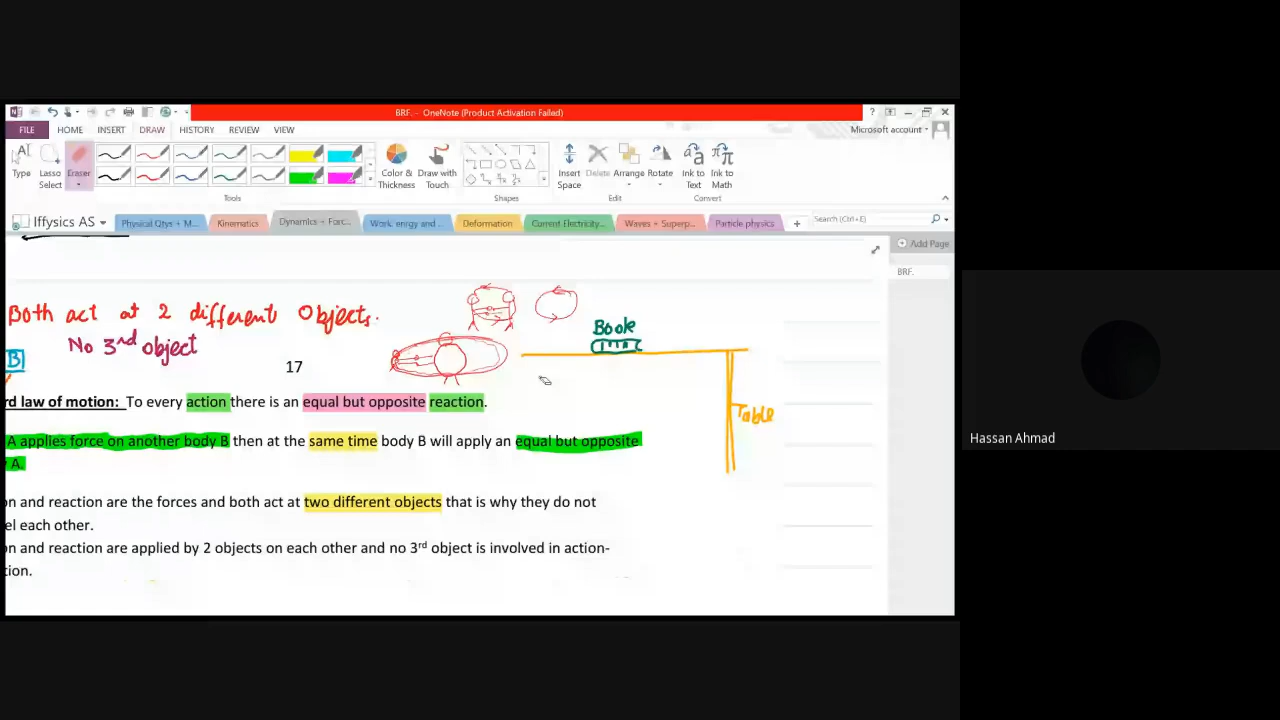 BRF. - OneNote (Product Activation Failed)
?
FILE HOME INSERT DRAW HISTORY REVIEW VIEW
Microsoft account
Type Lasso Select Eraser
Color & Thickness
Draw with Touch
Insert Space
Delete Arrange Rotate
Ink to Text
Ink to Math
Tools Shapes Edit Convert
Iffysics AS
Physical Qtys + M... Kinematics Dynamics + Forc... Work, energy and ... Deformation Current Electricity... Waves + Superp... Particle physics +
Search (Ctrl+E)
Add Page
BRF.
Both act at 2 different Objects.
No 3rd object
B
17
Book
Table
rd law of motion: To every action there is an equal but opposite reaction.
A applies force on another body B then at the same time body B will apply an equal but opposite
y A.
on and reaction are the forces and both act at two different objects that is why they do not
el each other.
on and reaction are applied by 2 objects on each other and no 3rd object is involved in action-
tion.
Hassan Ahmad